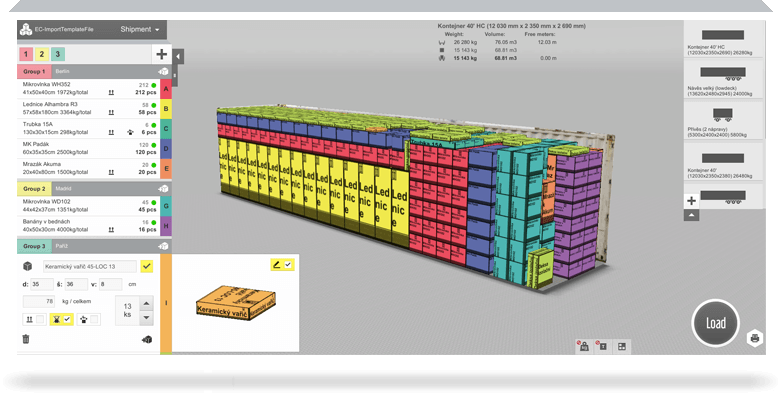 EC-ImportTemplateFile
Shipment
1 2 3
Group 1 Berlin
Mikrovlnka WH352 212
41x50x40cm 1972kg/total 212 pcs
A
Lednice Alhambra R3 58
57x58x180cm 3364kg/total 58 pcs
B
Trubka 15A 6
130x30x15cm 298kg/total 6 pcs
C
MK Padák 120
60x35x35cm 2500kg/total 120 pcs
D
Mrazák Akuma 20
20x40x80cm 1500kg/total 20 pcs
E
Group 2 Madrid
Mikrovlnka WD102 45
44x42x37cm 1351kg/total 45 pcs
G
Banány v bednách 16
40x50x30cm 4000kg/total 16 pcs
H
Group 3 Paříž
Keramický vařič 45-LOC 13
d: 35 š: 36 v: 8 cm
78 kg / celkem
13
ks
I
Keramický vařič
Kontejner 40' HC (12 030 mm x 2 350 mm x 2 690 mm)
Weight: Volume: Free meters:
26 280 kg 76.05 m3 12.03 m
15 143 kg 68.81 m3
15 143 kg 68.81 m3 0.00 m
Led
nic
e
Kontejner 40' HC
(12030x2350x2690) 26280kg
Návěs velký (lowdeck)
(13620x2480x2945) 24000kg
Přívěs (2 nápravy)
(5300x2430x2400) 5800kg
Kontejner 40'
(12030x2350x2380) 26280kg
Load